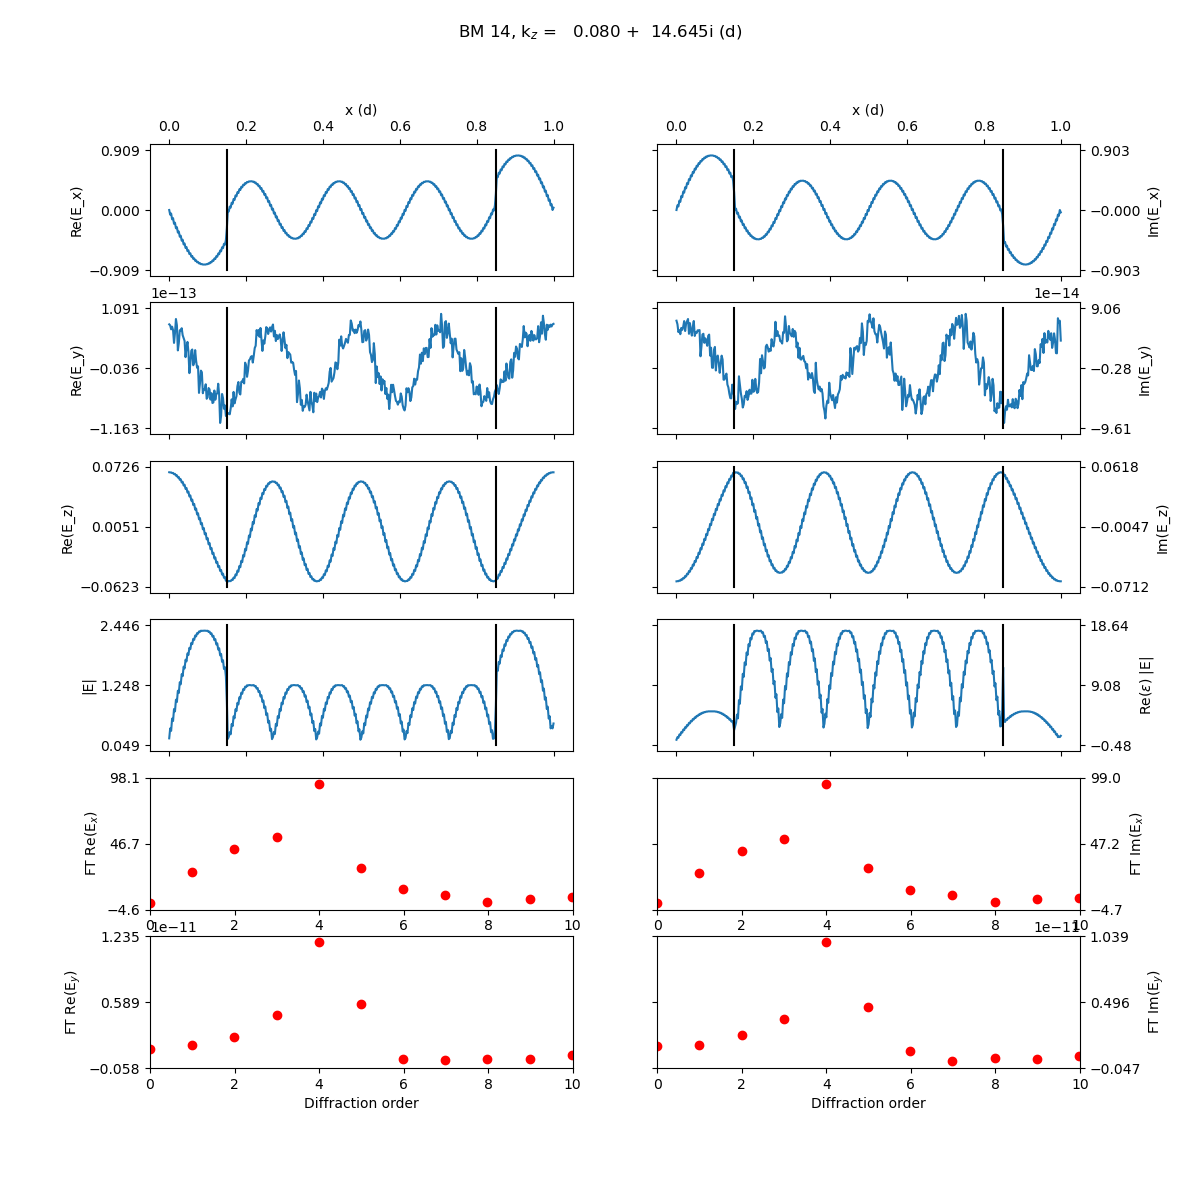 BM 14, k_z = 0.080 + 14.645i (d)
x (d) x (d)
0.0 0.2 0.4 0.6 0.8 1.0 0.0 0.2 0.4 0.6 0.8 1.0
Re(E_x) 0.909 0.000 −0.909
0.903 −0.000 −0.903 Im(E_x)
1e−13 1e−14
Re(E_y) 1.091 −0.036 −1.163
9.06 −0.28 −9.61 Im(E_y)
Re(E_z) 0.0726 0.0051 −0.0623
0.0618 −0.0047 −0.0712 Im(E_z)
|E| 2.446 1.248 0.049
18.64 9.08 −0.48 Re(ε) |E|
FT Re(E_x) 98.1 46.7 −4.6
99.0 47.2 −4.7 FT Im(E_x)
0 2 4 6 8 10 0 2 4 6 8 10
1e−11 1e−11
FT Re(E_y) 1.235 0.589 −0.058
1.039 0.496 −0.047 FT Im(E_y)
0 2 4 6 8 10 0 2 4 6 8 10
Diffraction order Diffraction order